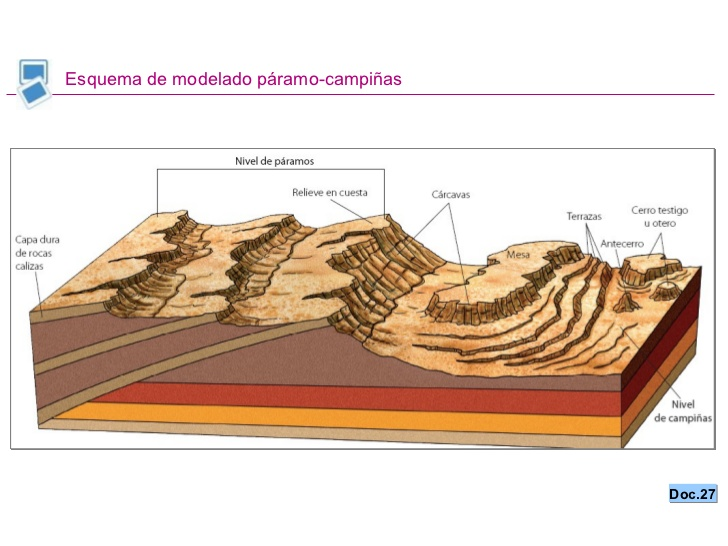 Esquema de modelado páramo-campiñas
Nivel de páramos
Relieve en cuesta
Cárcavas
Capa dura
de rocas
calizas
Terrazas
Cerro testigo
u otero
Antecerro
Mesa
Nivel
de campiñas
Doc.27